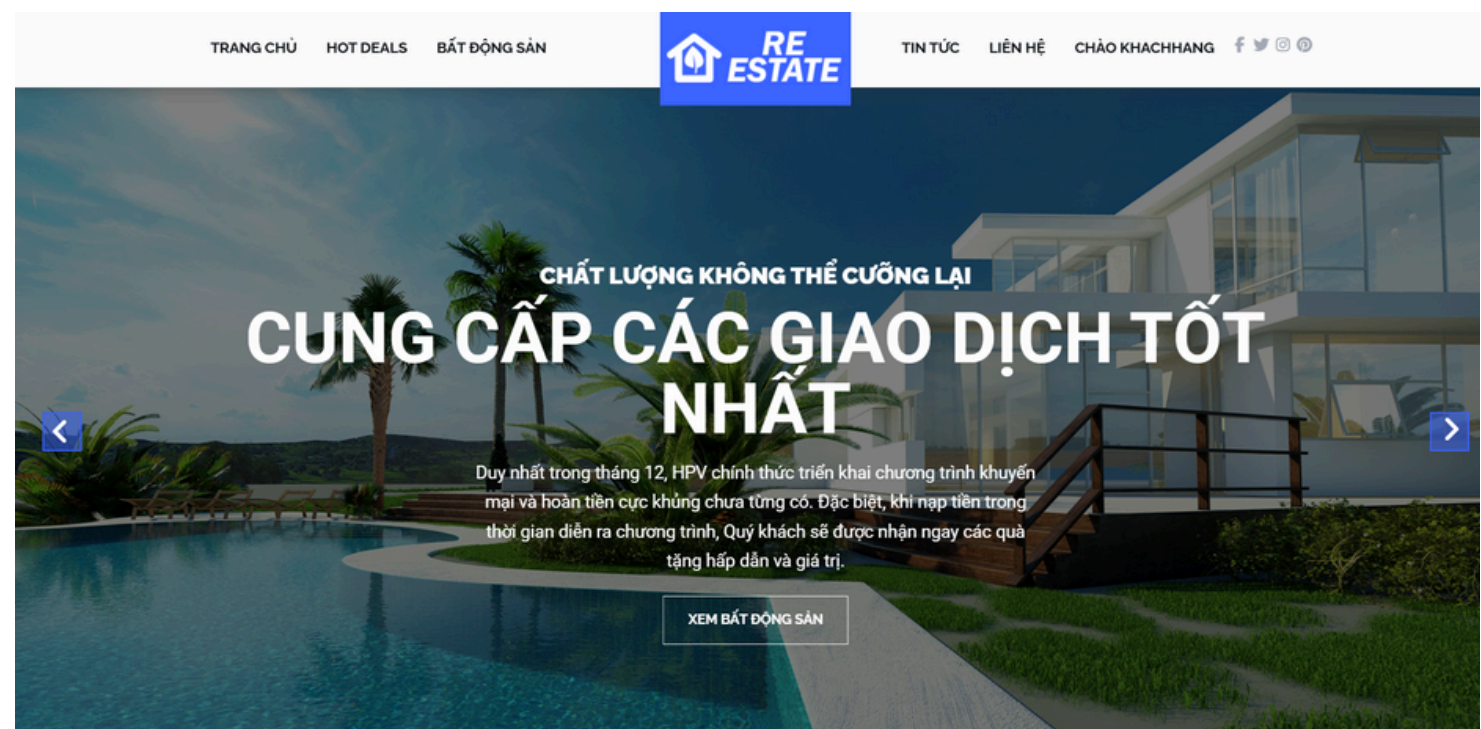 TRANG CHỦ HOT DEALS BẤT ĐỘNG SẢN
RE
ESTATE
TIN TỨC LIÊN HỆ CHÀO KHACHHANG
CHẤT LƯỢNG KHÔNG THỂ CƯỠNG LẠI
CUNG CẤP CÁC GIAO DỊCH TỐT
NHẤT
Duy nhất trong tháng 12, HPV chính thức triển khai chương trình khuyến
mại và hoàn tiền cực khủng chưa từng có. Đặc biệt, khi nạp tiền trong
thời gian diễn ra chương trình, Quý khách sẽ được nhận ngay các quà
tặng hấp dẫn và giá trị.
XEM BẤT ĐỘNG SẢN